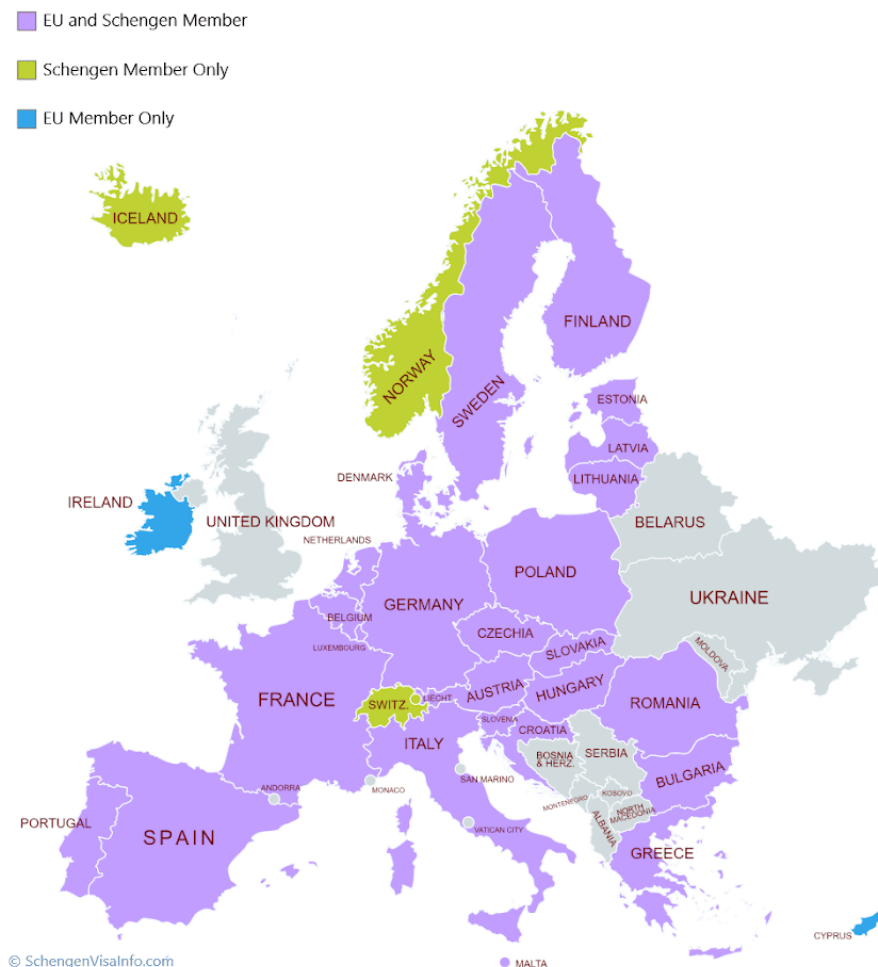 EU and Schengen Member
Schengen Member Only
EU Member Only
ICELAND
FINLAND
NORWAY
SWEDEN
ESTONIA
LATVIA
LITHUANIA
DENMARK
IRELAND
UNITED KINGDOM
BELARUS
NETHERLANDS
POLAND
UKRAINE
GERMANY
BELGIUM
CZECHIA
LUXEMBOURG
SLOVAKIA
MOLDOVA
FRANCE
SWITZ.
LIECHT
AUSTRIA
HUNGARY
ROMANIA
SLOVENIA
CROATIA
ITALY
BOSNIA
& HERZ.
SERBIA
BULGARIA
SAN MARINO
ANDORRA
MONACO
KOSOVO
MONTENEGRO
NORTH
MACEDONIA
ALBANIA
PORTUGAL
SPAIN
VATICAN CITY
GREECE
CYPRUS
MALTA
© SchengenVisaInfo.com